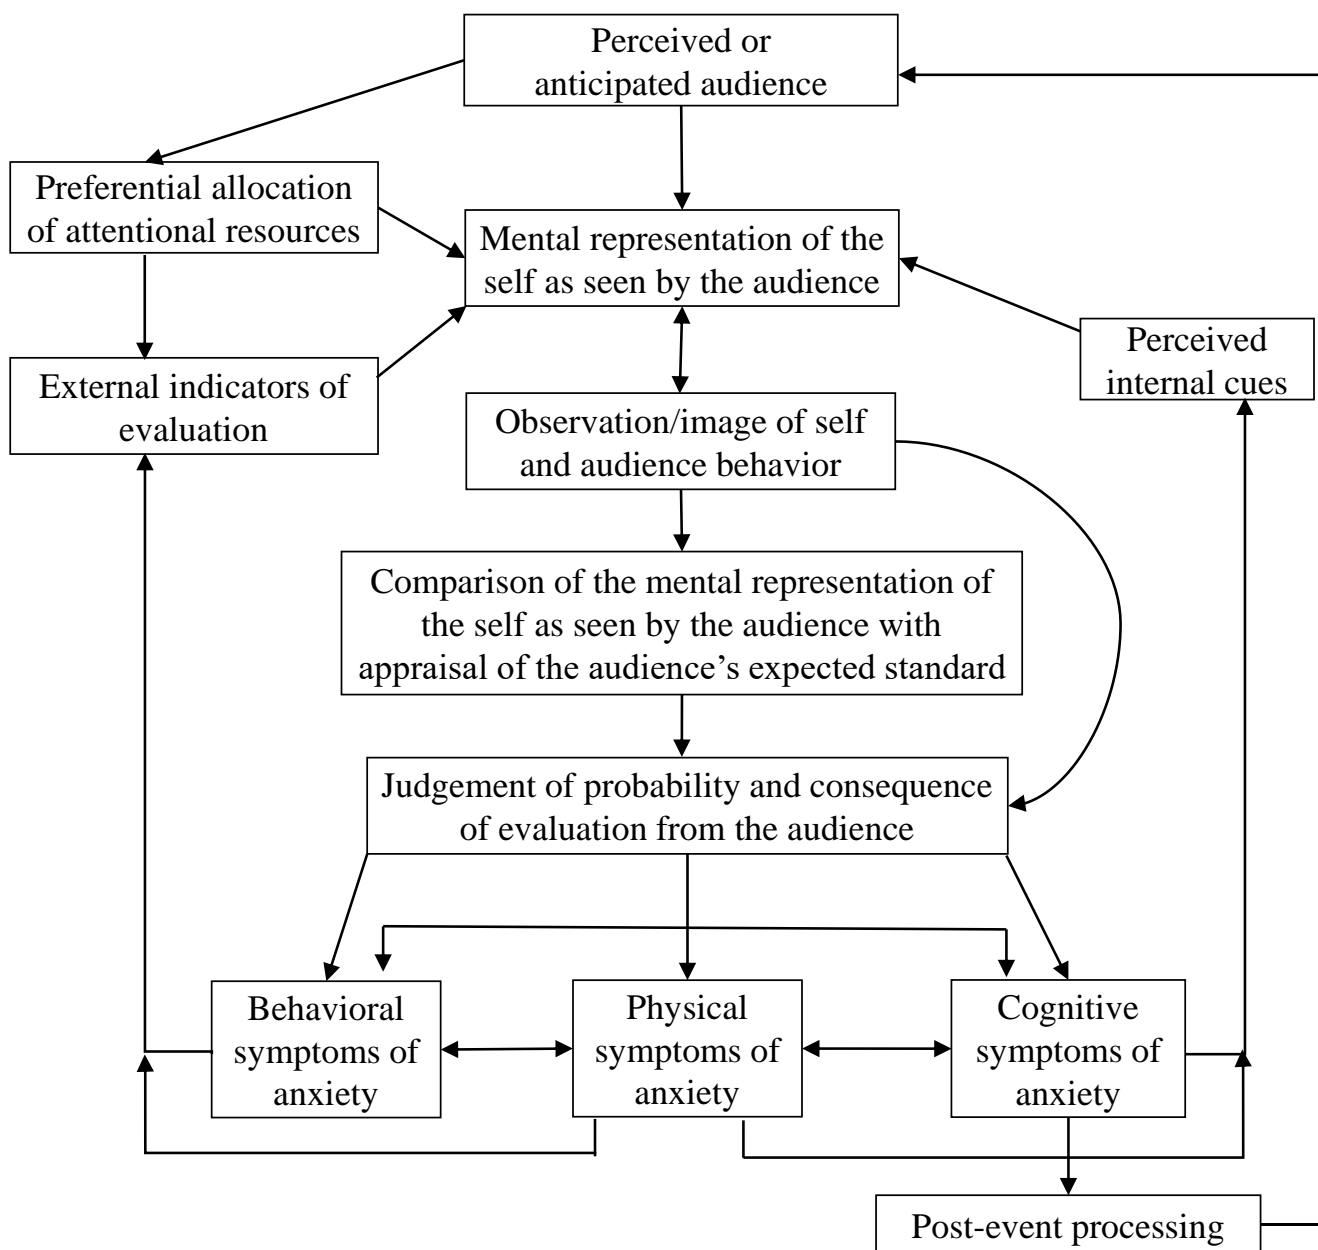 Perceived or
anticipated audience
Preferential allocation
of attentional resources
Mental representation of the
self as seen by the audience
Perceived
internal cues
External indicators of
evaluation
Observation/image of self
and audience behavior
Comparison of the mental representation of
the self as seen by the audience with
appraisal of the audience’s expected standard
Judgement of probability and consequence
of evaluation from the audience
Behavioral
symptoms of
anxiety
Physical
symptoms of
anxiety
Cognitive
symptoms of
anxiety
Post-event processing